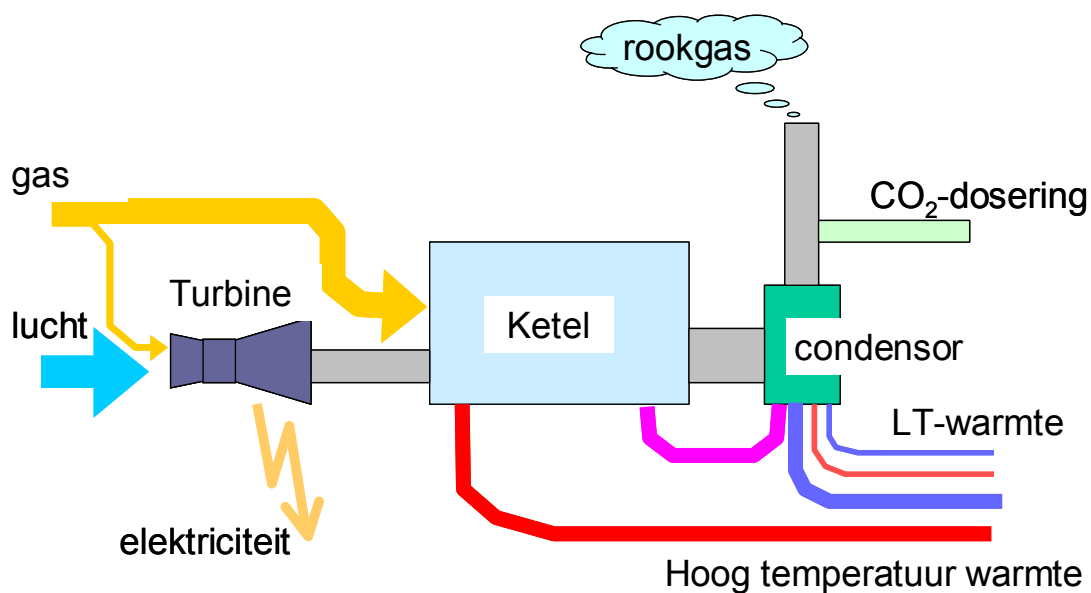 rookgas
gas
CO₂-dosering
Turbine
lucht
Ketel
condensor
LT-warmte
elektriciteit
Hoog temperatuur warmte